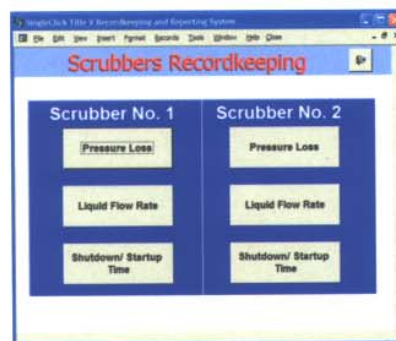 SingleClick Title V Recordkeeping and Reporting System
File Edit View Insert Format Records Tools Window Help Close
Scrubbers Recordkeeping
Scrubber No. 1
Scrubber No. 2
Pressure Loss
Pressure Loss
Liquid Flow Rate
Liquid Flow Rate
Shutdown/ Startup
Time
Shutdown/ Startup
Time